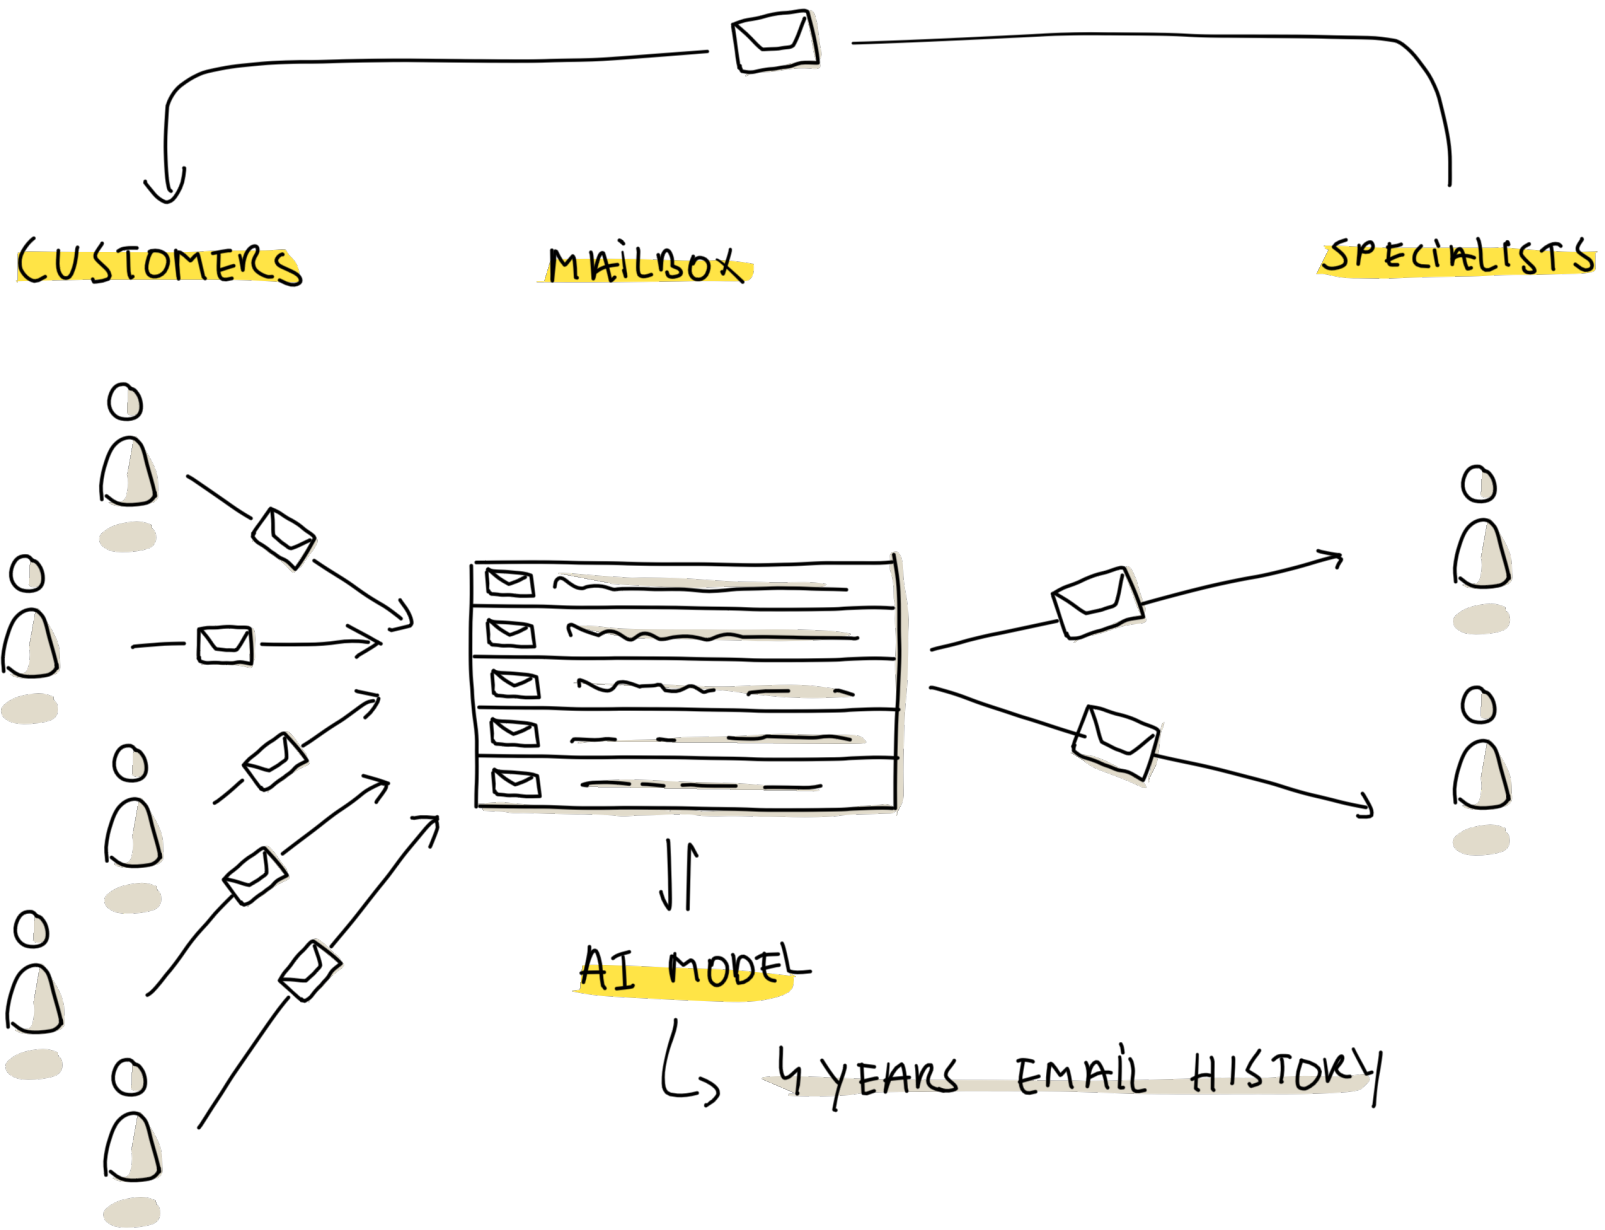 CUSTOMERS
MAILBOX
SPECIALISTS
AI MODEL
4 YEARS EMAIL HISTORY